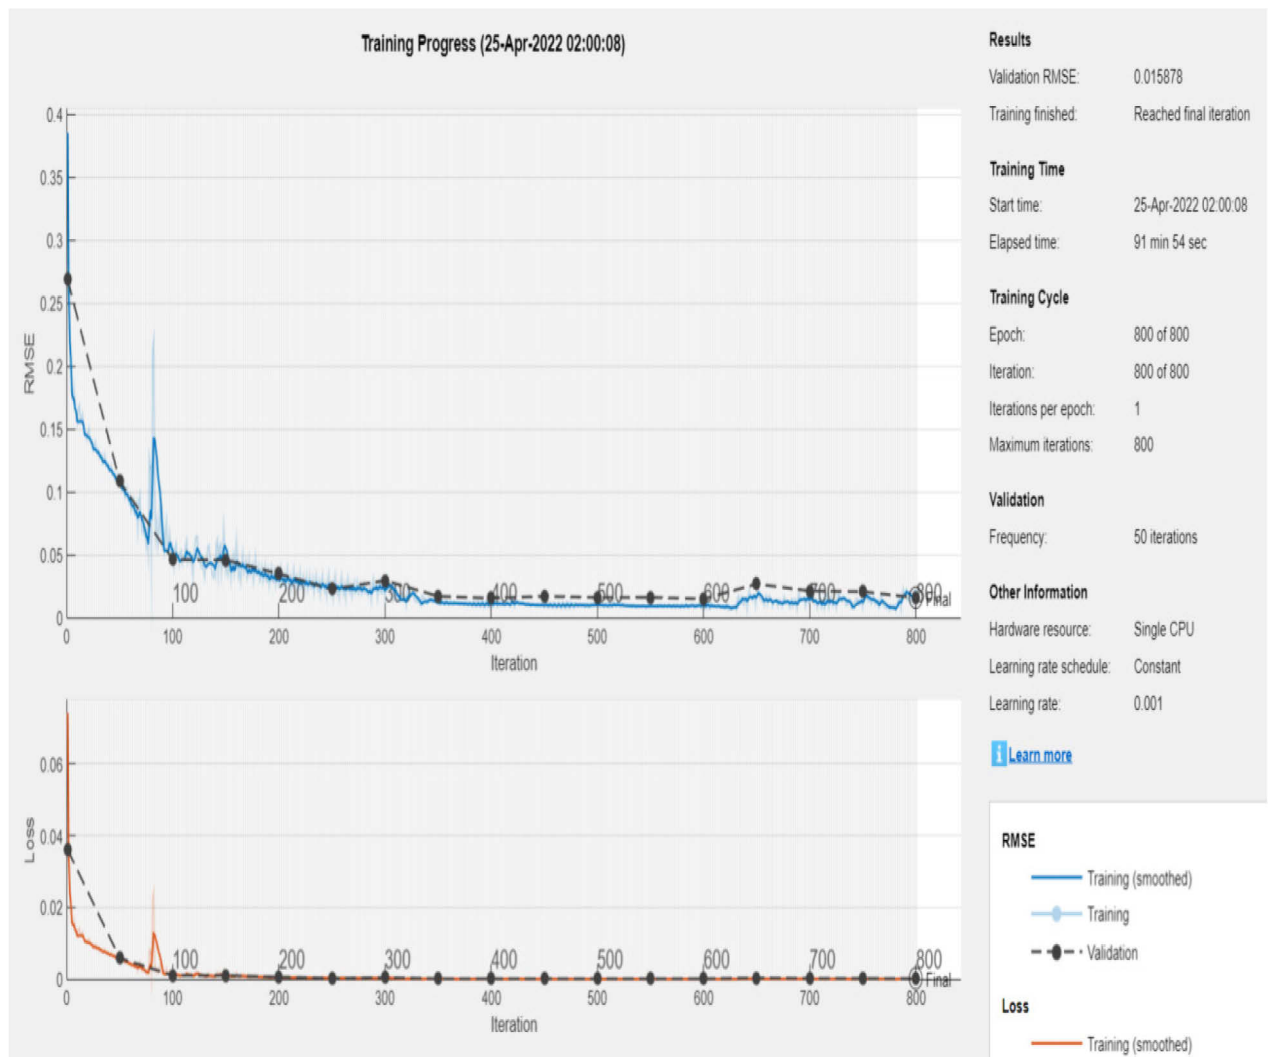 Training Progress (25-Apr-2022 02:00:08)
0.4
0.35
0.3
0.25
0.2
0.15
0.1
0.05
0
RMSE
100 200 300 400 500 600 700 800
Final
0 100 200 300 400 500 600 700 800
Iteration
0.06
0.04
0.02
0
Loss
100 200 300 400 500 600 700 800
Final
0 100 200 300 400 500 600 700 800
Iteration
Results
Validation RMSE: 0.015878
Training finished: Reached final iteration
Training Time
Start time: 25-Apr-2022 02:00:08
Elapsed time: 91 min 54 sec
Training Cycle
Epoch: 800 of 800
Iteration: 800 of 800
Iterations per epoch: 1
Maximum iterations: 800
Validation
Frequency: 50 iterations
Other Information
Hardware resource: Single CPU
Learning rate schedule: Constant
Learning rate: 0.001
i Learn more
RMSE
Training (smoothed)
Training
Validation
Loss
Training (smoothed)